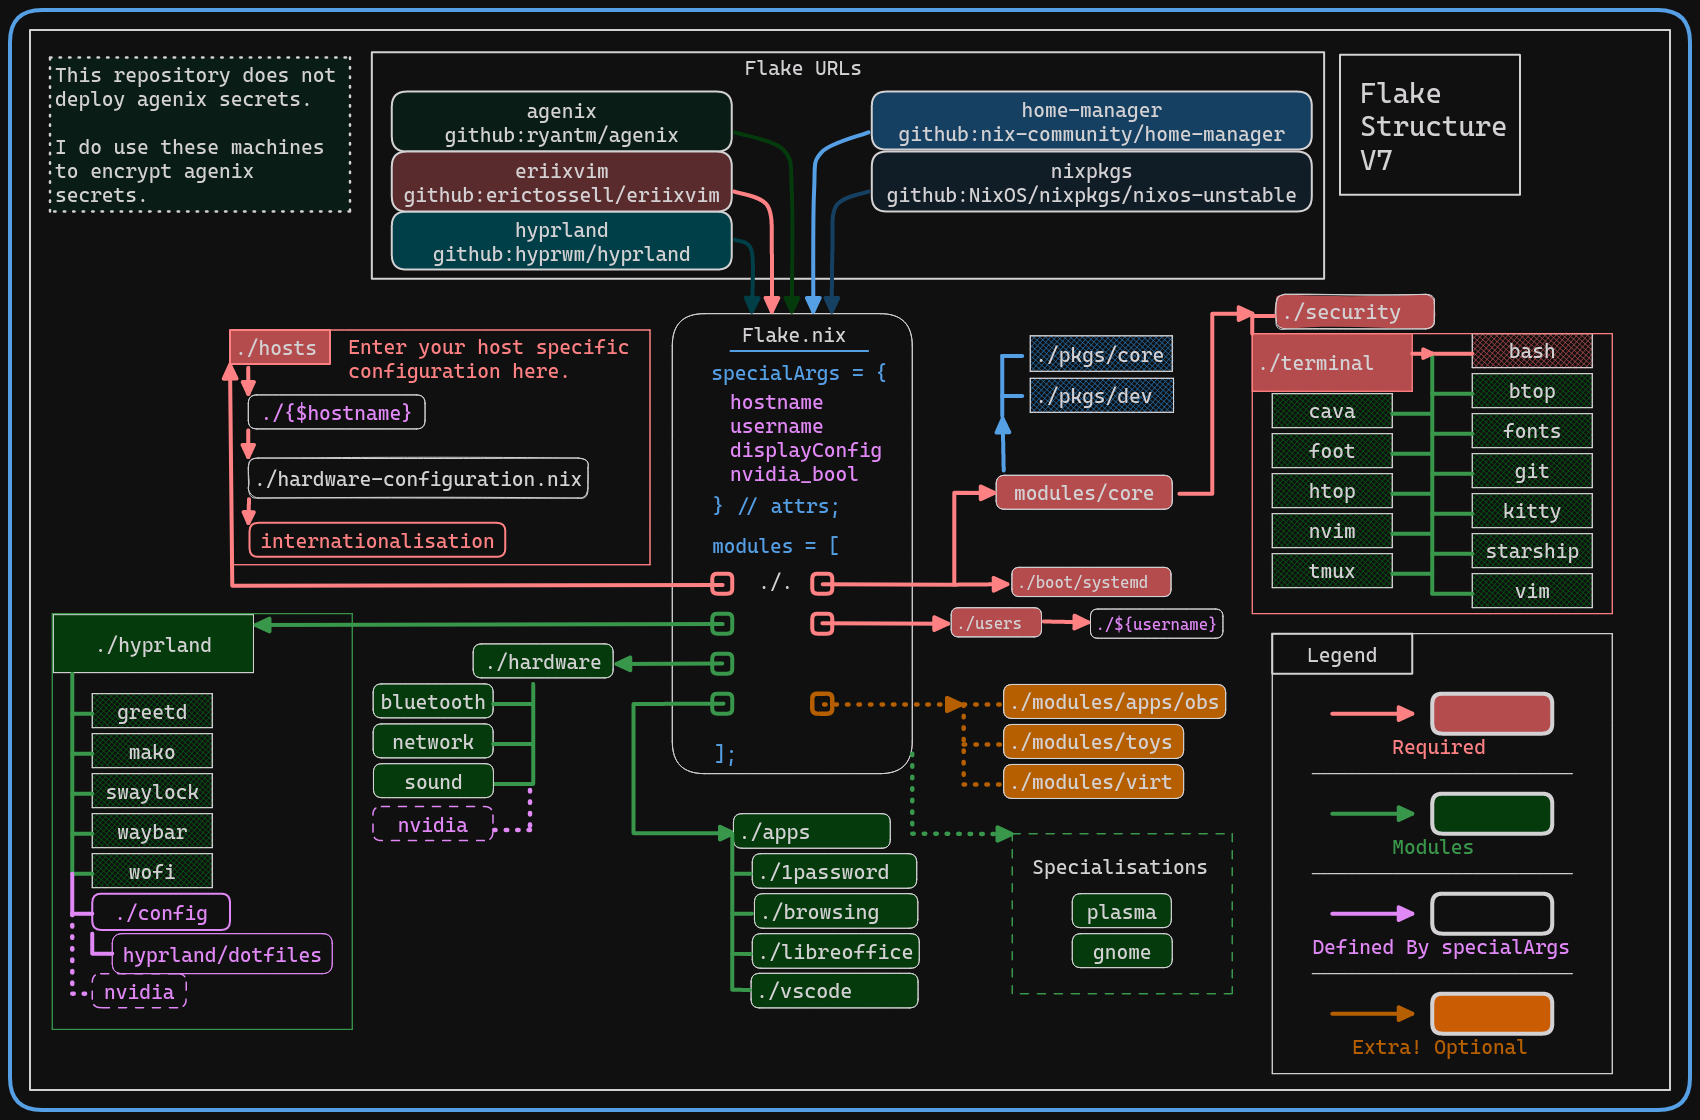 This repository does not
deploy agenix secrets.
I do use these machines
to encrypt agenix
secrets.
Flake URLs
agenix
github:ryantm/agenix
eriixvim
github:erictossell/eriixvim
hyprland
github:hyprwm/hyprland
home-manager
github:nix-community/home-manager
nixpkgs
github:NixOS/nixpkgs/nixos-unstable
Flake
Structure
V7
./hosts
Enter your host specific
configuration here.
./{$hostname}
./hardware-configuration.nix
internationalisation
Flake.nix
specialArgs = {
hostname
username
displayConfig
nvidia_bool
} // attrs;
modules = [
./.
];
./pkgs/core
./pkgs/dev
modules/core
./boot/systemd
./users
./${username}
./security
./terminal
bash
btop
cava
fonts
foot
git
htop
kitty
nvim
starship
tmux
vim
./hyprland
greetd
mako
swaylock
waybar
wofi
./config
hyprland/dotfiles
nvidia
./hardware
bluetooth
network
sound
nvidia
./modules/apps/obs
./modules/toys
./modules/virt
./apps
./1password
./browsing
./libreoffice
./vscode
Specialisations
plasma
gnome
Legend
Required
Modules
Defined By specialArgs
Extra! Optional